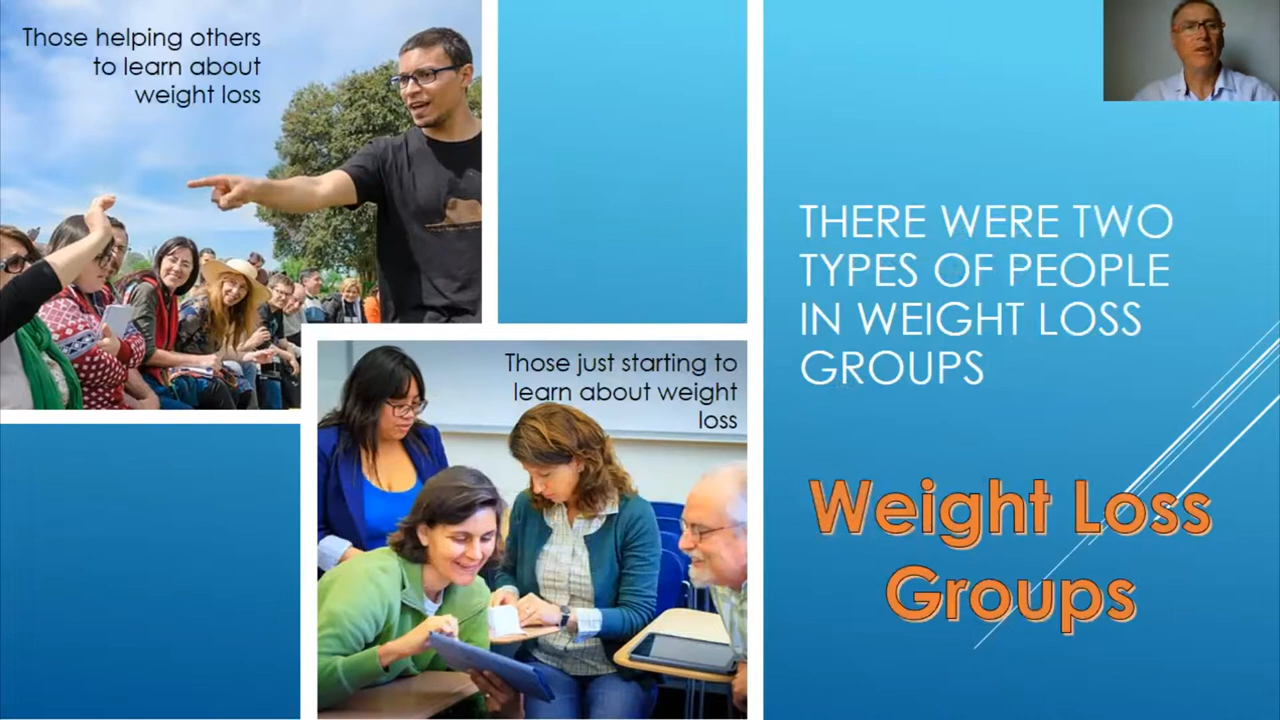 Those helping others
to learn about
weight loss
Those just starting to
learn about weight
loss
THERE WERE TWO
TYPES OF PEOPLE
IN WEIGHT LOSS
GROUPS
Weight Loss
Groups